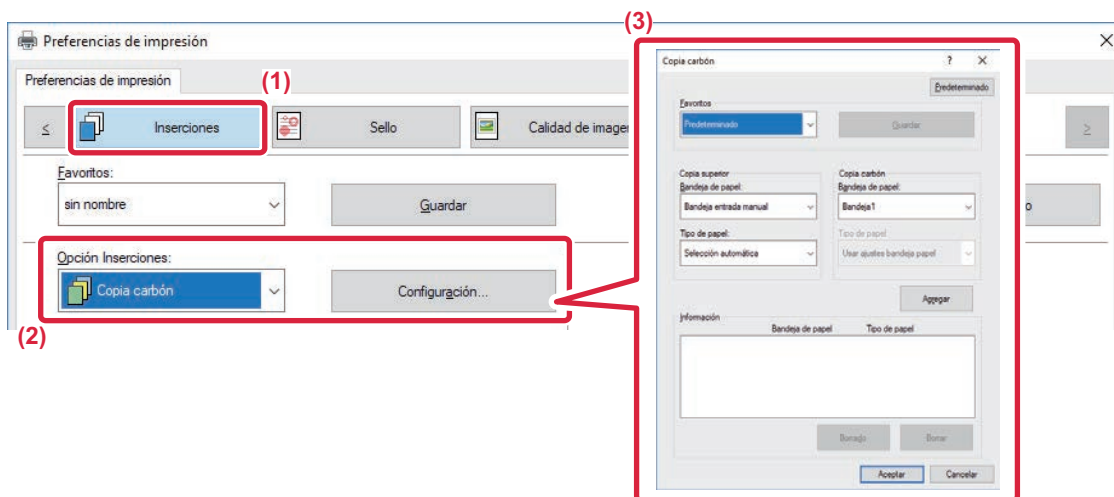 (3)
Preferencias de impresión
Preferencias de impresión
(1)
< Inserciones Sello Calidad de imagen >
Favoritos:
sin nombre Guardar o
Opción Inserciones:
Copia carbón Configuración...
(2)
Copia carbón ? X
Predeterminado
Favoritos
Predeterminado Guardar
Copia superior Copia carbón
Bandeja de papel: Bandeja de papel:
Bandeja entrada manual Bandeja1
Tipo de papel: Tipo de papel:
Selección automática Usar ajustes bandeja papel
Agregar
Información
Bandeja de papel Tipo de papel
Borrar
Aceptar Cancelar